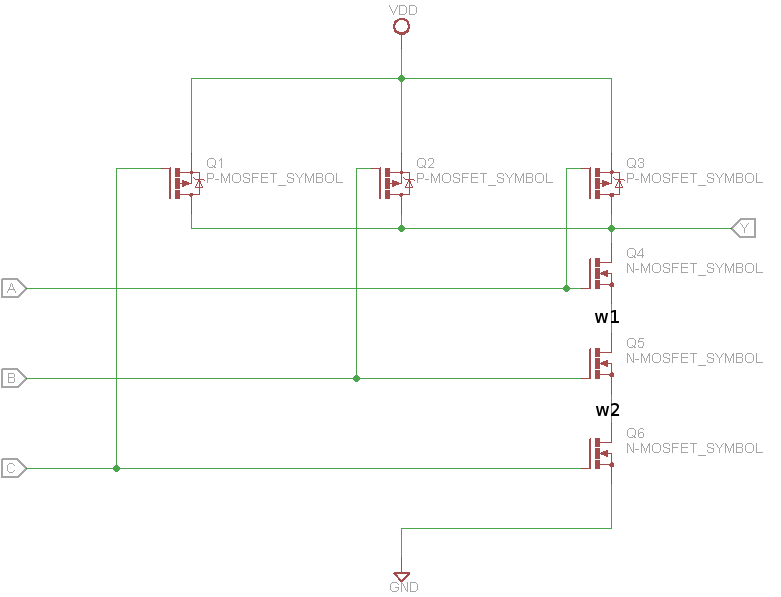 VDD
Q1
P-MOSFET_SYMBOL
Q2
P-MOSFET_SYMBOL
Q3
P-MOSFET_SYMBOL
Y
Q4
N-MOSFET_SYMBOL
A
w1
Q5
N-MOSFET_SYMBOL
B
w2
Q6
N-MOSFET_SYMBOL
C
GND